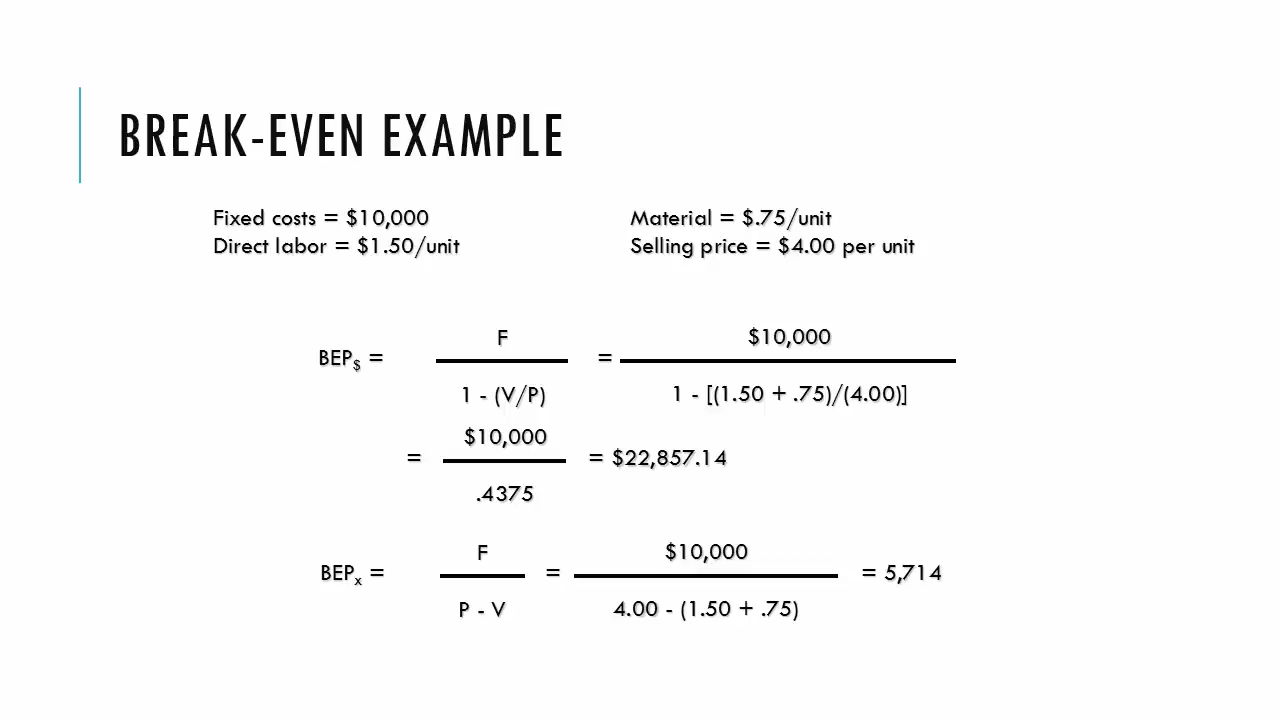 BREAK-EVEN EXAMPLE
Fixed costs = $10,000
Direct labor = $1.50/unit
Material = $.75/unit
Selling price = $4.00 per unit
BEP$ =
F
1 - (V/P)
=
$10,000
1 - [(1.50 + .75)/(4.00)]
=
$10,000
.4375
= $22,857.14
BEPx =
F
P - V
=
$10,000
4.00 - (1.50 + .75)
= 5,714